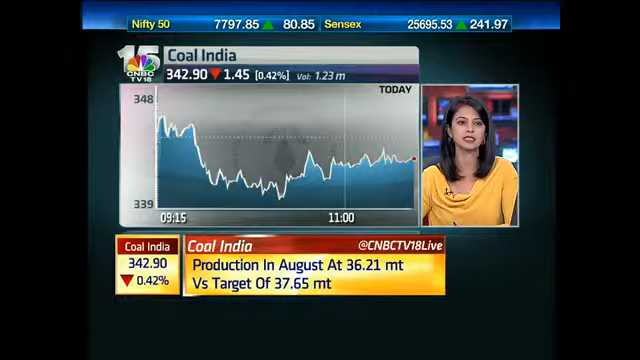 Nifty 50 7797.85 ▲ 80.85 Sensex 25695.53 ▲ 241.97
15
CNBC
TV18
Coal India
342.90 ▼ 1.45 [0.42%] Vol: 1.23 m
TODAY
348
339
09:15 11:00
Coal India
342.90
▼ 0.42%
Coal India @CNBCTV18Live
Production In August At 36.21 mt
Vs Target Of 37.65 mt